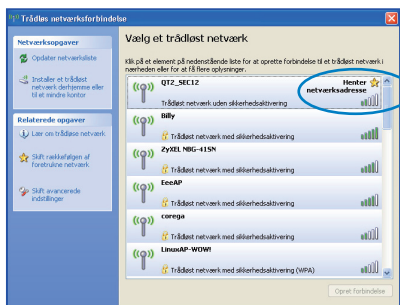 Trådløs netværksforbindelse
Netværksopgaver
Opdater netværksliste
Installer et trådløst
netværk derhjemme eller
til et mindre kontor
Relaterede opgaver
Lær om trådløse netværk
Skift rækkefølgen af
foretrukne netværk
Skift avancerede
indstillinger
Vælg et trådløst netværk
Klik på et element på nedenstående liste for at oprette forbindelse til et trådløst netværk i
nærheden eller for at få flere oplysninger.
QT2_SEC12
Henter
netværksadresse
Trådløst netværk uden sikkerhedsaktivering
Billy
Trådløst netværk med sikkerhedsaktivering
ZyXEL NBG-415N
Trådløst netværk med sikkerhedsaktivering
EeeAP
Trådløst netværk med sikkerhedsaktivering
corega
Trådløst netværk med sikkerhedsaktivering
LinuxAP-WOW!
Trådløst netværk med sikkerhedsaktivering (WPA)
Opret forbindelse